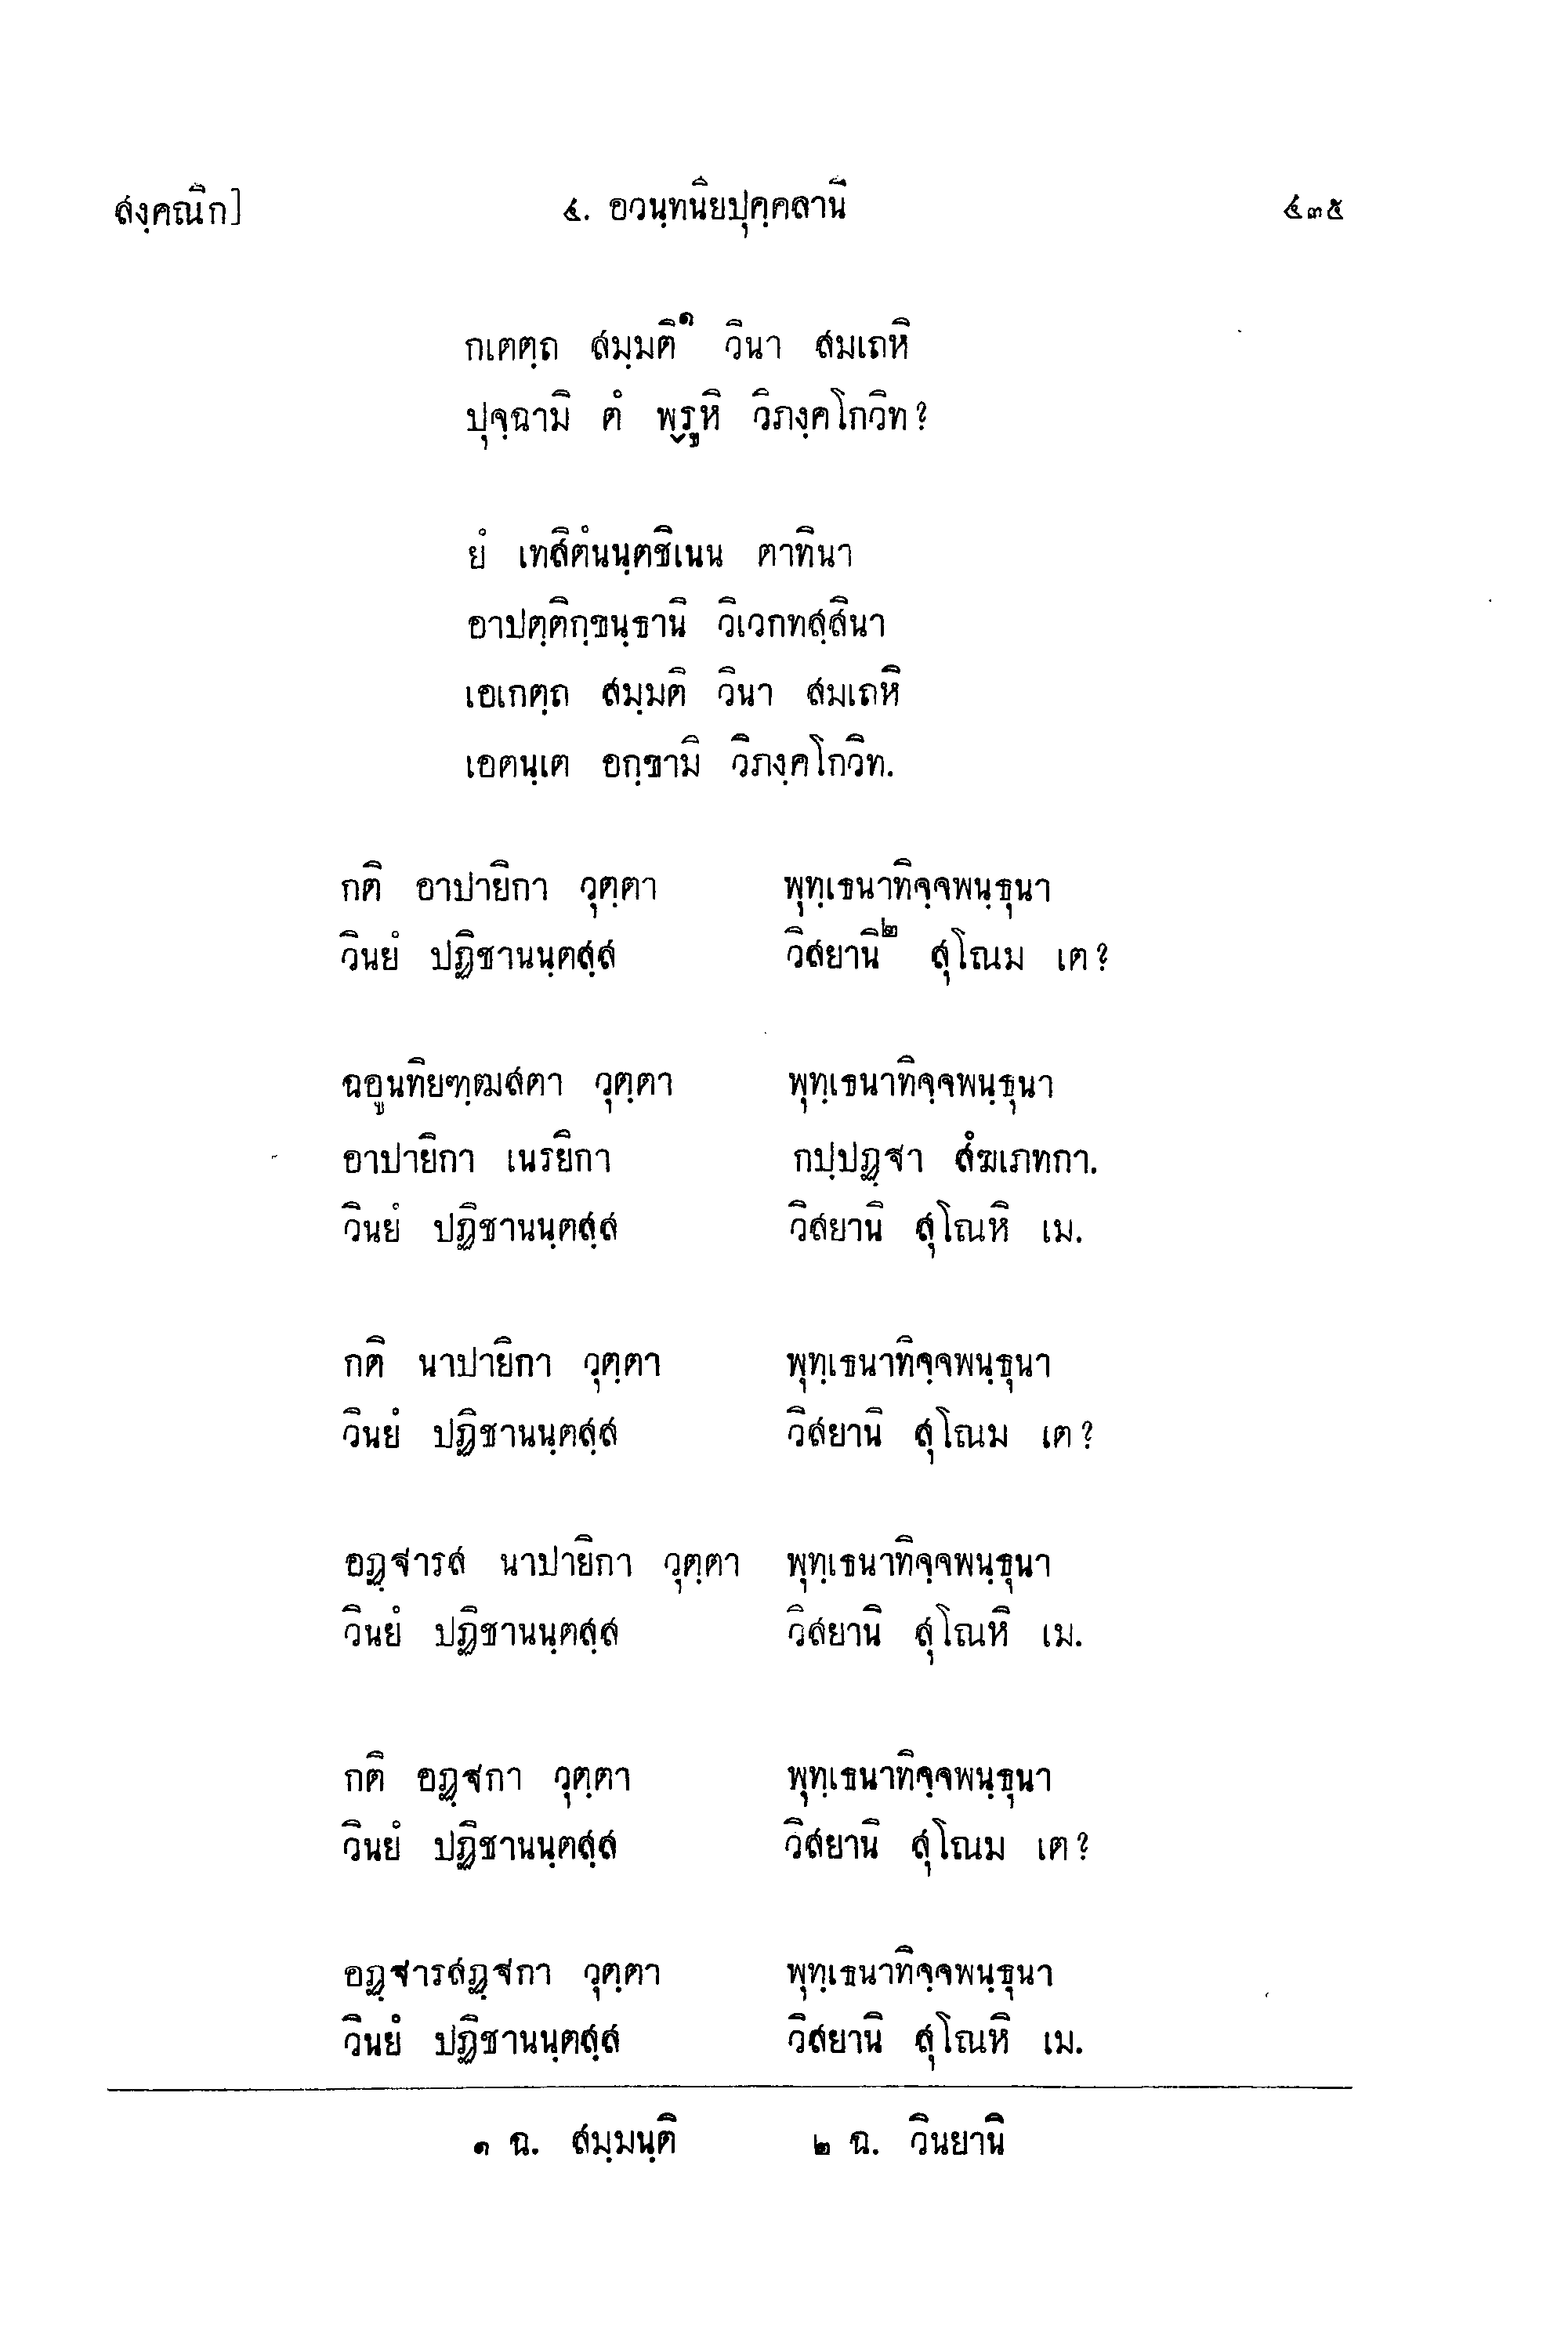 สงฺคณิก] ๕. อวนฺทนิยปุคฺคลานิ ๔๓๕
กเตตฺถ สมฺมติ๑ วินา สมเถหิ
ปุจฺฉามิ ตํ พฺรูหิ วิภงฺคโกวิท?
ยํ เทสิตํนนฺตชิเนน ตาทินา
อาปตฺติกฺขนฺธานิ วิเวกทสฺสินา
เอเกตฺถ สมฺมติ วินา สมเถหิ
เอตนฺเต อกฺขามิ วิภงฺคโกวิท.
กติ อาปายิกา วุตฺตา พุทฺเธนาทิจฺจพนฺธุนา
วินยํ ปฏิชานนฺตสฺส วิสยานิ๒ สุโณม เต?
ฉอูนทิยฑฺฒสตา วุตฺตา พุทฺเธนาทิจฺจพนฺธุนา
อาปายิกา เนรยิกา กปฺปฏฺฐา สํฆเภทกา.
วินยํ ปฏิชานนฺตสฺส วิสยานิ สุโณหิ เม.
กติ นาปายิกา วุตฺตา พุทฺเธนาทิจฺจพนฺธุนา
วินยํ ปฏิชานนฺตสฺส วิสยานิ สุโณม เต?
อฏฺฐารส นาปายิกา วุตฺตา พุทฺเธนาทิจฺจพนฺธุนา
วินยํ ปฏิชานนฺตสฺส วิสยานิ สุโณหิ เม.
กติ อฏฺฐกา วุตฺตา พุทฺเธนาทิจฺจพนฺธุนา
วินยํ ปฏิชานนฺตสฺส วิสยานิ สุโณม เต?
อฏฺฐารสฏฺฐกา วุตฺตา พุทฺเธนาทิจฺจพนฺธุนา
วินยํ ปฏิชานนฺตสฺส วิสยานิ สุโณหิ เม.
๑ ฉ. สมฺมนฺติ ๒ ฉ. วินยานิ